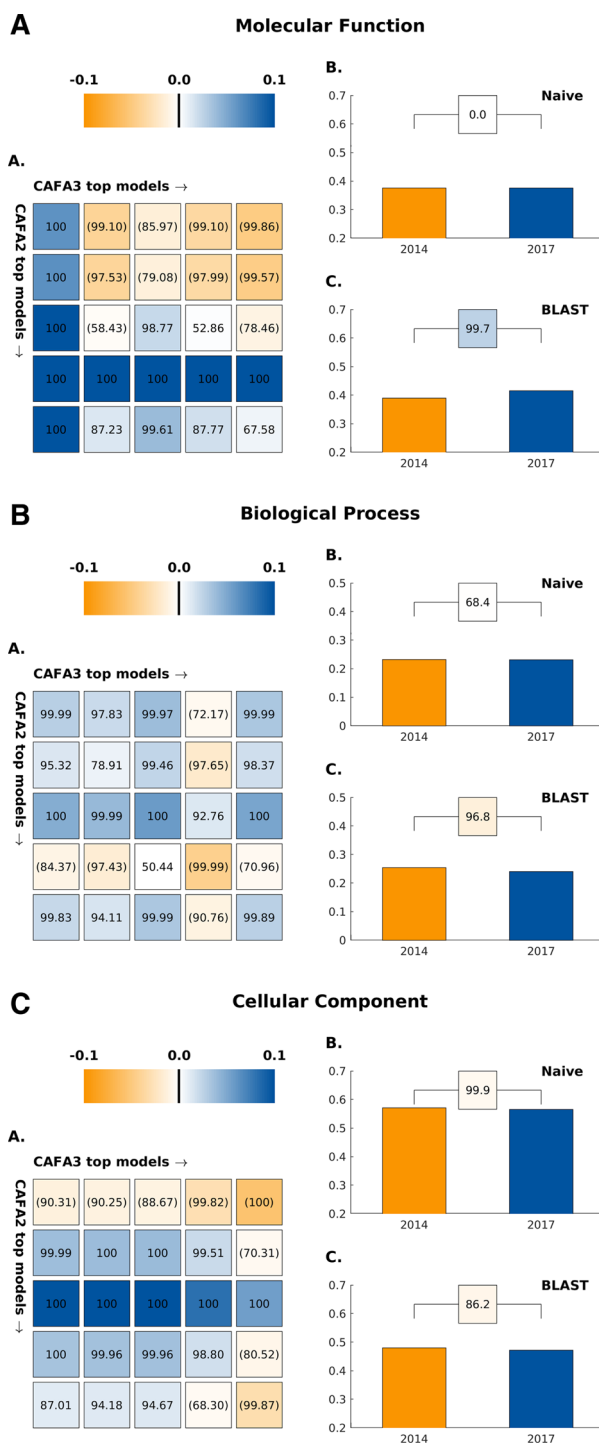 A
Molecular Function
-0.1 0.0 0.1
A.
CAFA3 top models →
CAFA2 top models →
100 (99.10) (85.97) (99.10) (99.86)
100 (97.53) (79.08) (97.99) (99.57)
100 (58.43) 98.77 52.86 (78.46)
100 100 100 100 100
100 87.23 99.61 87.77 67.58
B.
Naive
0.0
0.7
0.6
0.5
0.4
0.3
0.2
2014 2017
C.
BLAST
99.7
0.7
0.6
0.5
0.4
0.3
0.2
2014 2017
B
Biological Process
-0.1 0.0 0.1
A.
CAFA3 top models →
CAFA2 top models →
99.99 97.83 99.97 (72.17) 99.99
95.32 78.91 99.46 (97.65) 98.37
100 99.99 100 92.76 100
(84.37) (97.43) 50.44 (99.99) (70.96)
99.83 94.11 99.99 (90.76) 99.89
B.
Naive
68.4
0.5
0.4
0.3
0.2
0.1
0
2014 2017
C.
BLAST
96.8
0.5
0.4
0.3
0.2
0.1
0
2014 2017
C
Cellular Component
-0.1 0.0 0.1
A.
CAFA3 top models →
CAFA2 top models →
(90.31) (90.25) (88.67) (99.82) (100)
99.99 100 100 99.51 (70.31)
100 100 100 100 100
100 99.96 99.96 98.80 (80.52)
87.01 94.18 94.67 (68.30) (99.87)
B.
Naive
99.9
0.7
0.6
0.5
0.4
0.3
0.2
2014 2017
C.
BLAST
86.2
0.7
0.6
0.5
0.4
0.3
0.2
2014 2017